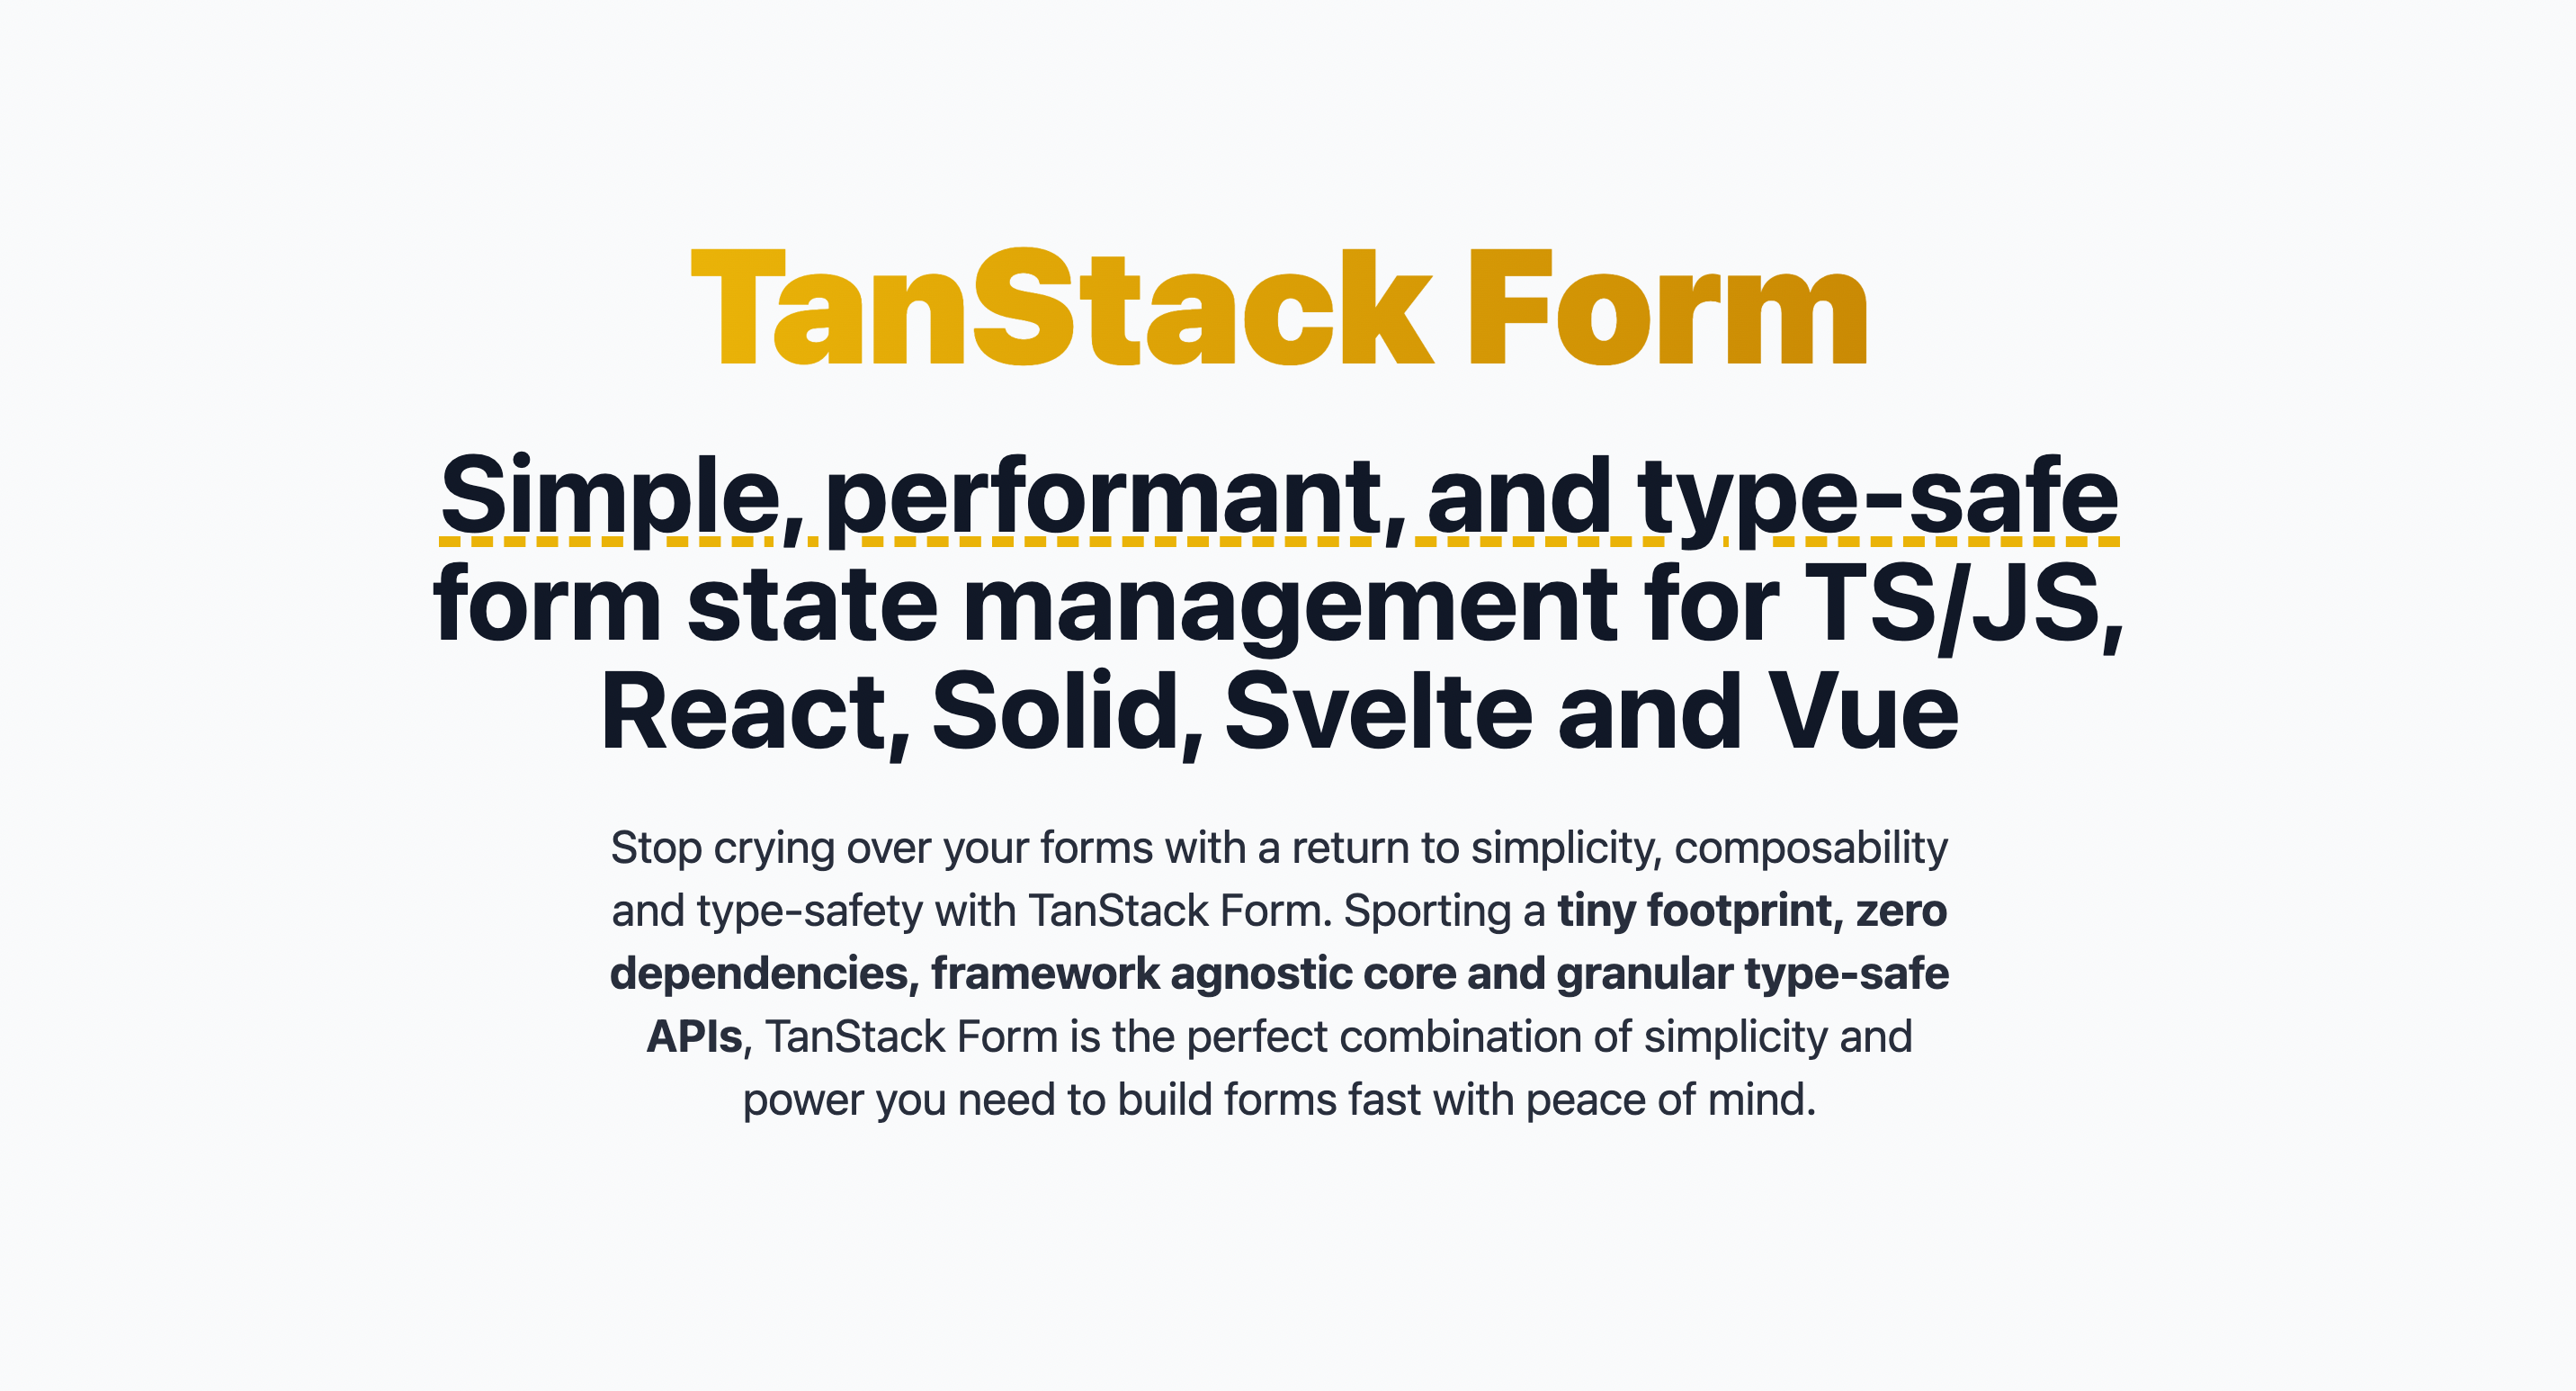 TanStack Form
Simple, performant, and type-safe
form state management for TS/JS,
React, Solid, Svelte and Vue
Stop crying over your forms with a return to simplicity, composability
and type-safety with TanStack Form. Sporting a tiny footprint, zero
dependencies, framework agnostic core and granular type-safe
APIs, TanStack Form is the perfect combination of simplicity and
power you need to build forms fast with peace of mind.